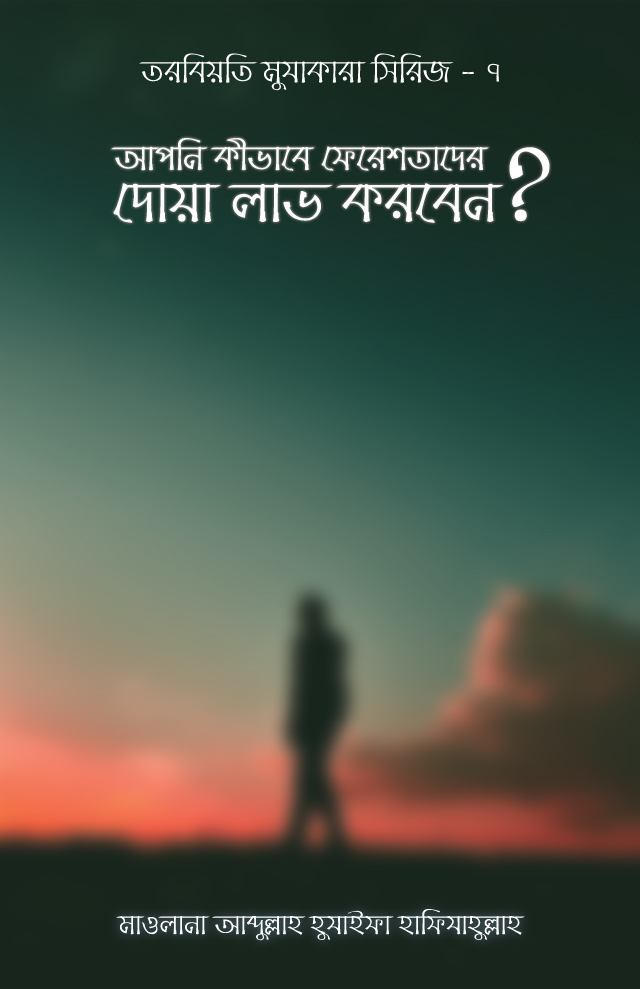 তরবিয়তি মুযাকারা সিরিজ - ৭
আপনি কীভাবে ফেরেশতাদের
দোয়া লাভ করবেন?
মাওলানা আব্দুল্লাহ হুযাইফা হাফিযাহুল্লাহ